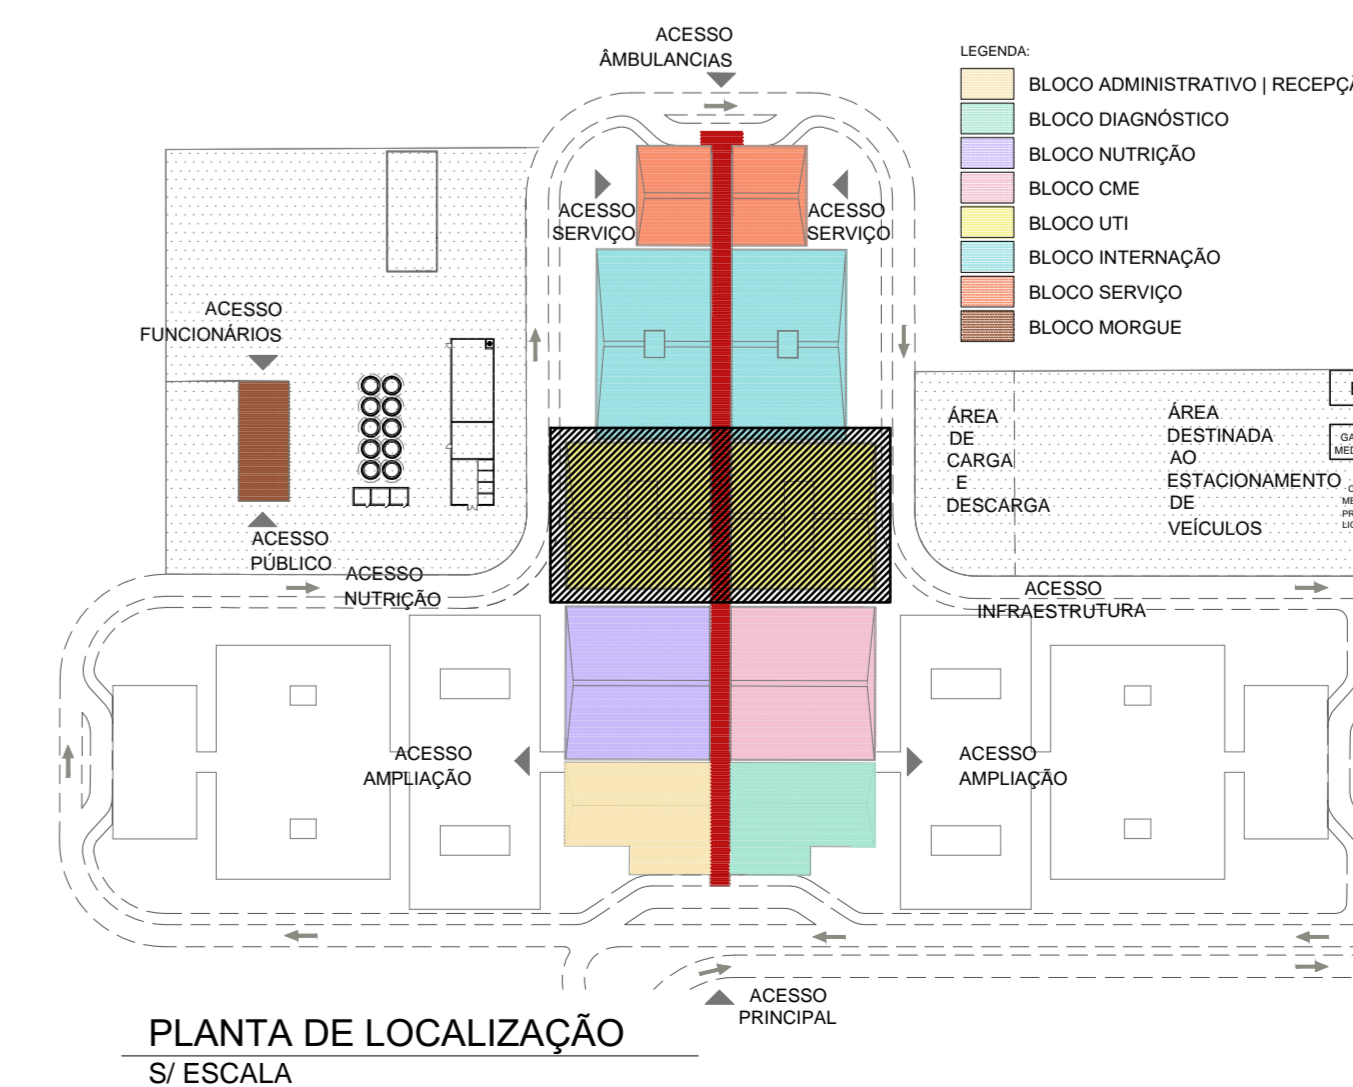 ACESSO
ÂMBULANCIAS
LEGENDA:
BLOCO ADMINISTRATIVO | RECEPÇÃ
BLOCO DIAGNÓSTICO
BLOCO NUTRIÇÃO
BLOCO CME
BLOCO UTI
BLOCO INTERNAÇÃO
BLOCO SERVIÇO
BLOCO MORGUE
ACESSO
SERVIÇO
ACESSO
SERVIÇO
ACESSO
FUNCIONÁRIOS
ACESSO
PÚBLICO
ACESSO
NUTRIÇÃO
ÁREA
DE
CARGA
E
DESCARGA
ÁREA
DESTINADA
AO
ESTACIONAMENTO
DE
VEÍCULOS
ACESSO
INFRAESTRUTURA
ACESSO
AMPLIAÇÃO
ACESSO
AMPLIAÇÃO
ACESSO
PRINCIPAL
PLANTA DE LOCALIZAÇÃO
S/ ESCALA